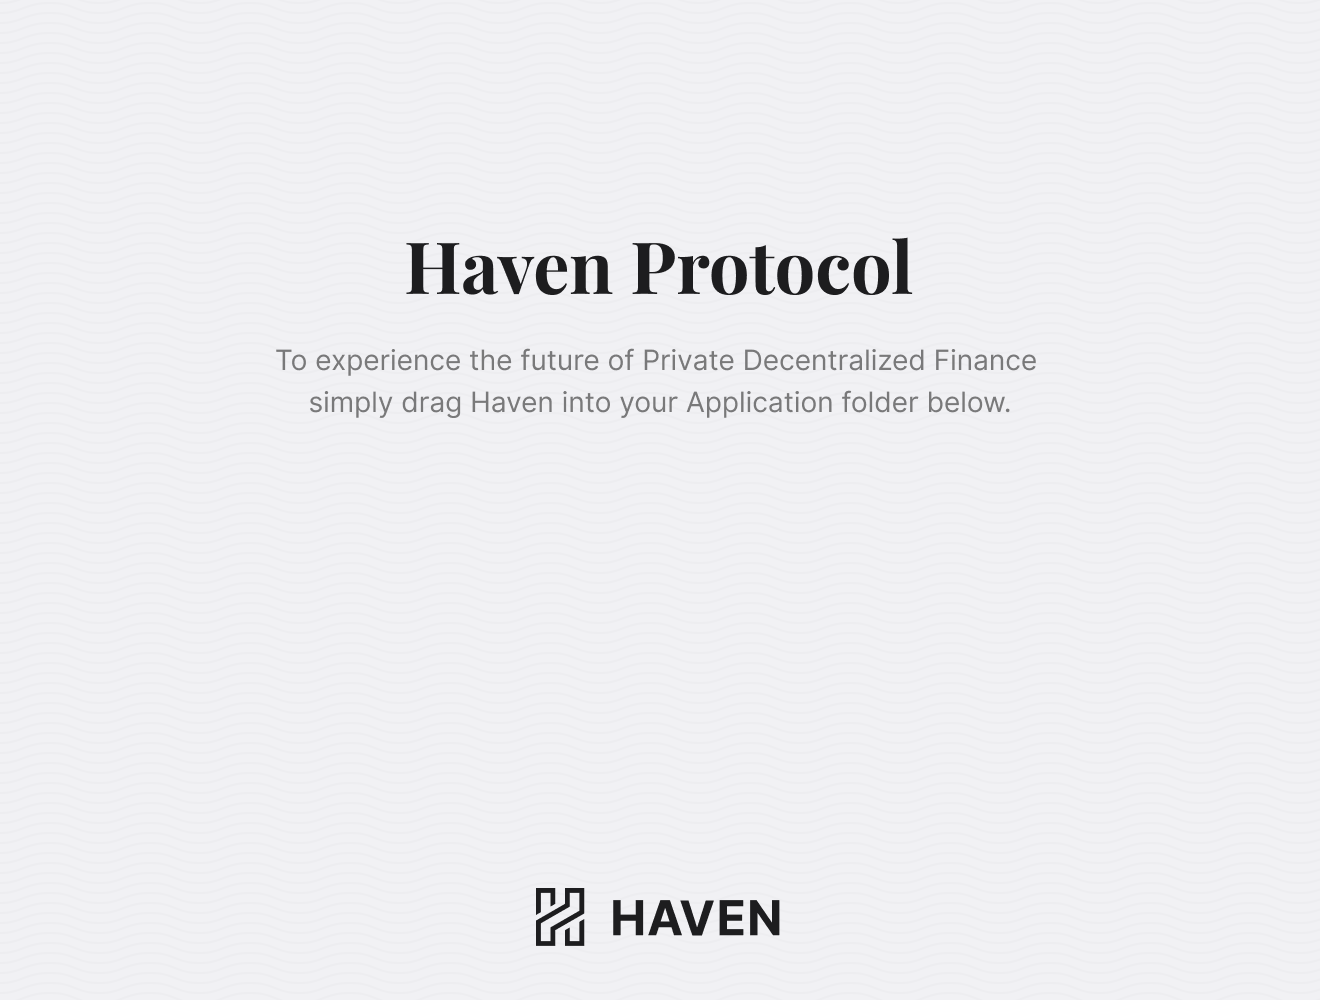 Haven Protocol
To experience the future of Private Decentralized Finance
simply drag Haven into your Application folder below.
HAVEN